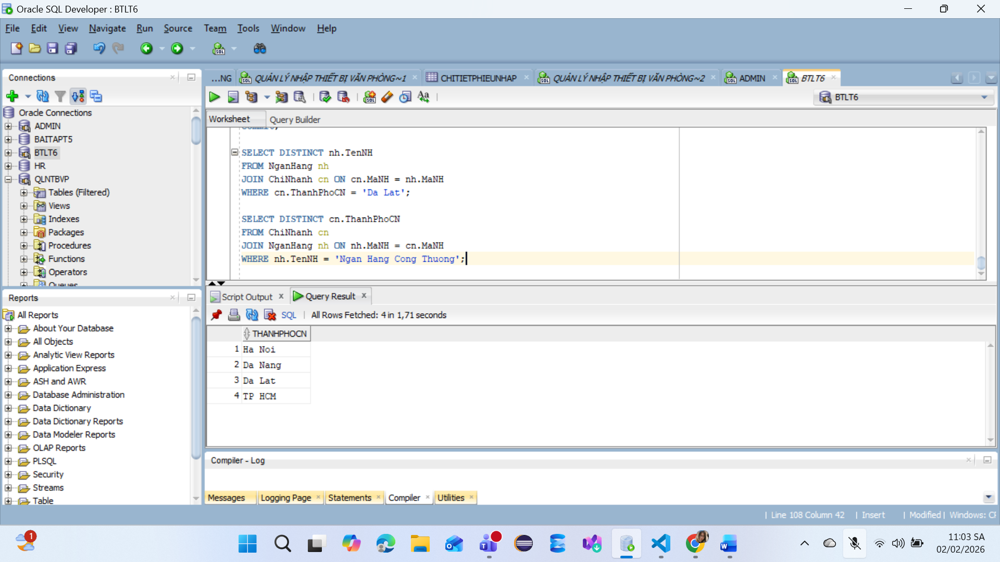 Oracle SQL Developer : BTLT6
File Edit View Navigate Run Source Team Tools Window Help
Connections
Oracle Connections
ADMIN
BAITAPT5
BTLT6
HR
QLNTBVP
Tables (Filtered)
Views
Indexes
Packages
Procedures
Functions
Operators
Queues
Reports
All Reports
About Your Database
All Objects
Analytic View Reports
Application Express
ASH and AWR
Database Administration
Data Dictionary
Data Dictionary Reports
Data Modeler Reports
OLAP Reports
PLSQL
Security
Streams
Table
...NG
QUẢN LÝ NHẬP THIẾT BỊ VĂN PHÒNG~1
CHITIETPHIEUNHAP
QUẢN LÝ NHẬP THIẾT BỊ VĂN PHÒNG~2
ADMIN
BTLT6
BTLT6
Worksheet Query Builder
SELECT DISTINCT nh.TenNH
FROM NganHang nh
JOIN ChiNhanh cn ON cn.MaNH = nh.MaNH
WHERE cn.ThanhPhoCN = 'Da Lat';
SELECT DISTINCT cn.ThanhPhoCN
FROM ChiNhanh cn
JOIN NganHang nh ON nh.MaNH = cn.MaNH
WHERE nh.TenNH = 'Ngan Hang Cong Thuong';
Script Output x Query Result x
SQL | All Rows Fetched: 4 in 1,71 seconds
THANHPHOCN
1 Ha Noi
2 Da Nang
3 Da Lat
4 TP HCM
Compiler - Log
Messages Logging Page Statements Compiler Utilities
| Line 108 Column 42 | Insert | Modified | Windows: CF
1
11:03 SA
02/02/2026